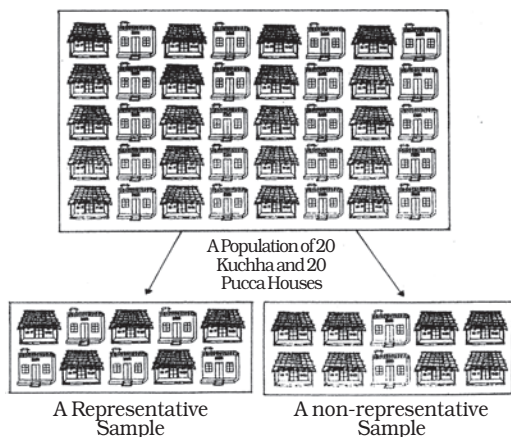 A Population of 20
Kuchha and 20
Pucca Houses
A Representative
Sample
A non-representative
Sample